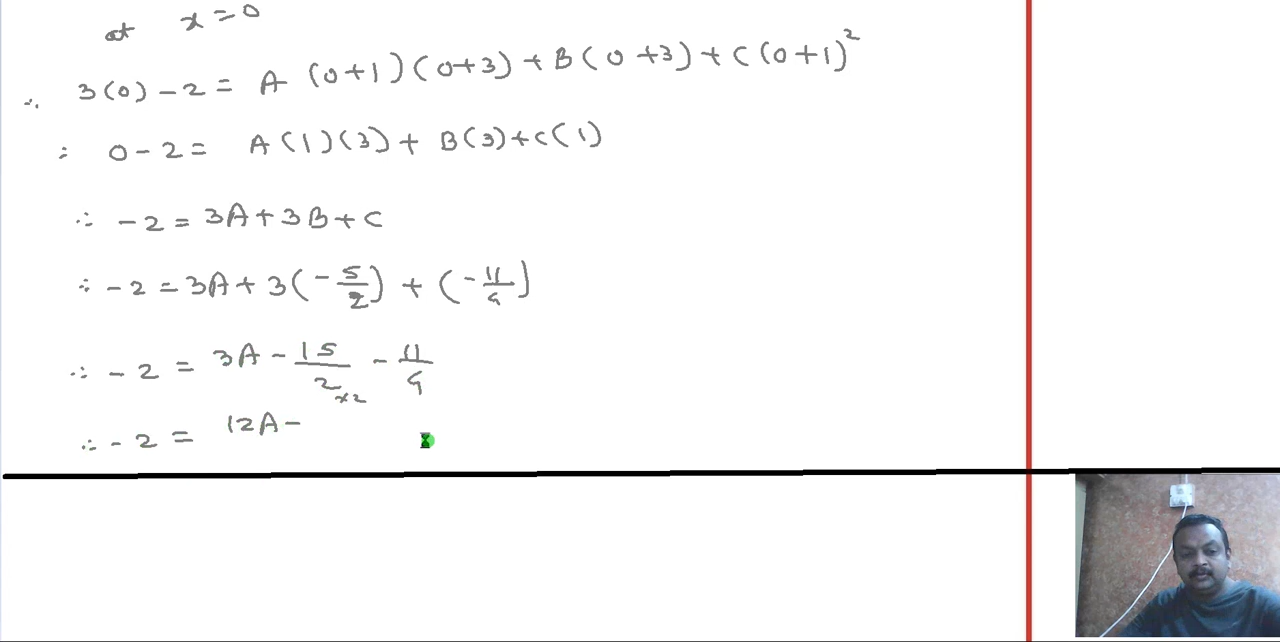 at x=0
∴ 3(0)-2 = A (0+1)(0+3)+B(0+3)+C(0+1)²
: 0-2= A(1)(3)+ B(3)+C(1)
∴ -2 = 3A+3B+C
∴ -2 = 3A+3(-5/2)+(-11/4)
∴ -2 = 3A-15/2 ×2 -11/4
∴ -2 = 12A-